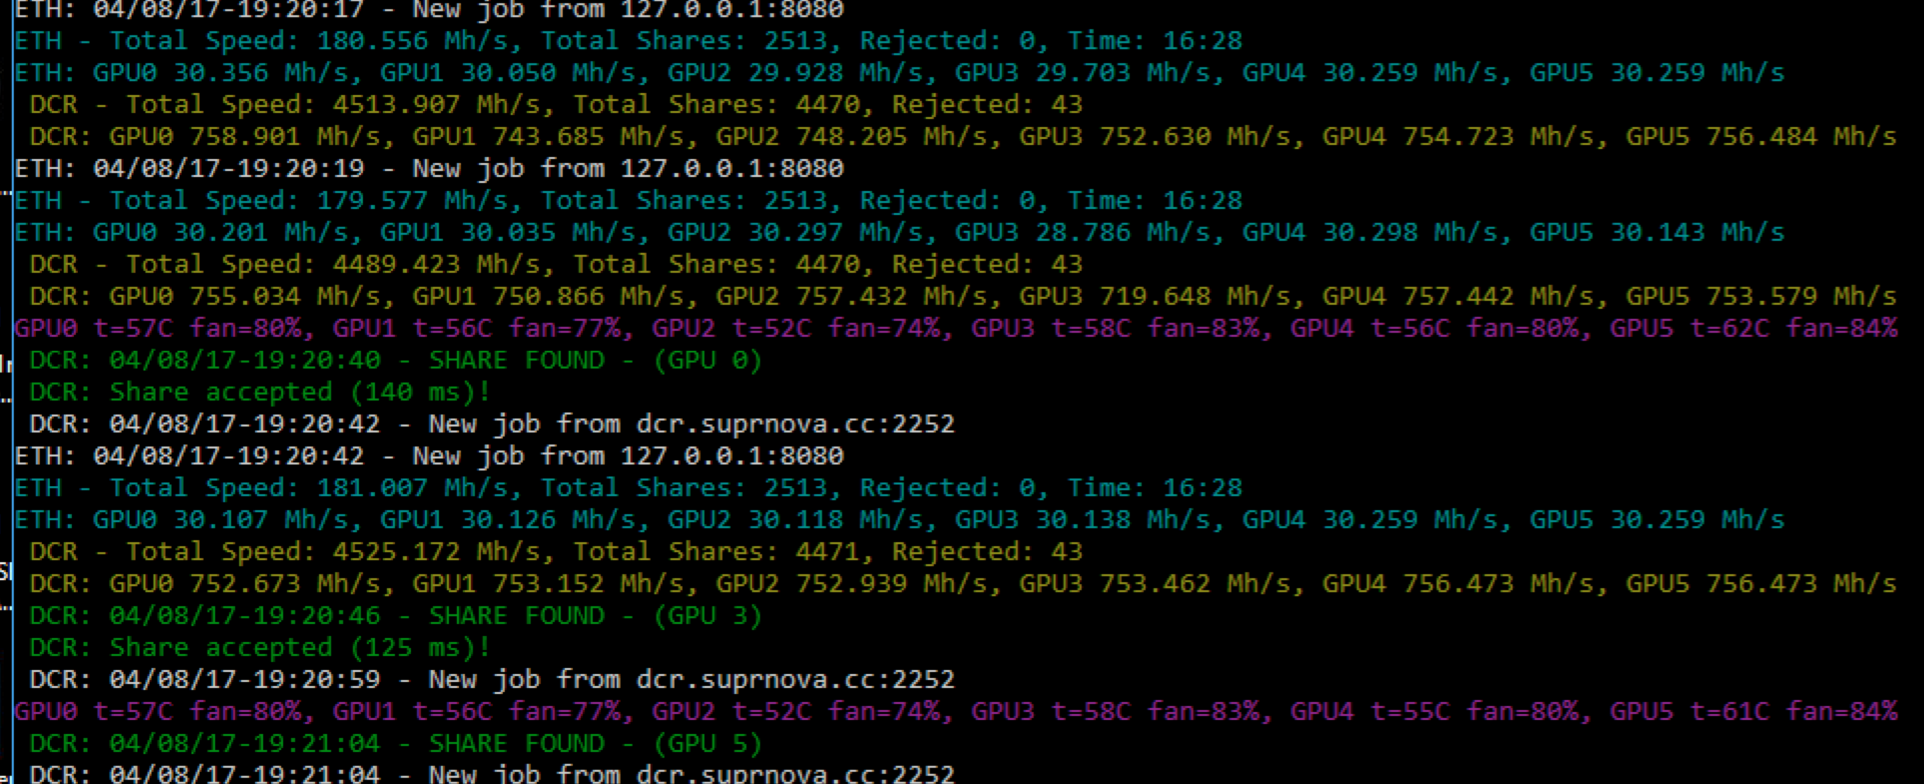 ETH: 04/08/17-19:20:17 - New job from 127.0.0.1:8080
ETH - Total Speed: 180.556 Mh/s, Total Shares: 2513, Rejected: 0, Time: 16:28
ETH: GPU0 30.356 Mh/s, GPU1 30.050 Mh/s, GPU2 29.928 Mh/s, GPU3 29.703 Mh/s, GPU4 30.259 Mh/s, GPU5 30.259 Mh/s
DCR - Total Speed: 4513.907 Mh/s, Total Shares: 4470, Rejected: 43
DCR: GPU0 758.901 Mh/s, GPU1 743.685 Mh/s, GPU2 748.205 Mh/s, GPU3 752.630 Mh/s, GPU4 754.723 Mh/s, GPU5 756.484 Mh/s
ETH: 04/08/17-19:20:19 - New job from 127.0.0.1:8080
ETH - Total Speed: 179.577 Mh/s, Total Shares: 2513, Rejected: 0, Time: 16:28
ETH: GPU0 30.201 Mh/s, GPU1 30.035 Mh/s, GPU2 30.297 Mh/s, GPU3 28.786 Mh/s, GPU4 30.298 Mh/s, GPU5 30.143 Mh/s
DCR - Total Speed: 4489.423 Mh/s, Total Shares: 4470, Rejected: 43
DCR: GPU0 755.034 Mh/s, GPU1 750.866 Mh/s, GPU2 757.432 Mh/s, GPU3 719.648 Mh/s, GPU4 757.442 Mh/s, GPU5 753.579 Mh/s
GPU0 t=57C fan=80%, GPU1 t=56C fan=77%, GPU2 t=52C fan=74%, GPU3 t=58C fan=83%, GPU4 t=56C fan=80%, GPU5 t=62C fan=84%
DCR: 04/08/17-19:20:40 - SHARE FOUND - (GPU 0)
DCR: Share accepted (140 ms)!
DCR: 04/08/17-19:20:42 - New job from dcr.suprnova.cc:2252
ETH: 04/08/17-19:20:42 - New job from 127.0.0.1:8080
ETH - Total Speed: 181.007 Mh/s, Total Shares: 2513, Rejected: 0, Time: 16:28
ETH: GPU0 30.107 Mh/s, GPU1 30.126 Mh/s, GPU2 30.118 Mh/s, GPU3 30.138 Mh/s, GPU4 30.259 Mh/s, GPU5 30.259 Mh/s
DCR - Total Speed: 4525.172 Mh/s, Total Shares: 4471, Rejected: 43
DCR: GPU0 752.673 Mh/s, GPU1 753.152 Mh/s, GPU2 752.939 Mh/s, GPU3 753.462 Mh/s, GPU4 756.473 Mh/s, GPU5 756.473 Mh/s
DCR: 04/08/17-19:20:46 - SHARE FOUND - (GPU 3)
DCR: Share accepted (125 ms)!
DCR: 04/08/17-19:20:59 - New job from dcr.suprnova.cc:2252
GPU0 t=57C fan=80%, GPU1 t=56C fan=77%, GPU2 t=52C fan=74%, GPU3 t=58C fan=83%, GPU4 t=55C fan=80%, GPU5 t=61C fan=84%
DCR: 04/08/17-19:21:04 - SHARE FOUND - (GPU 5)
DCR: 04/08/17-19:21:04 - New job from dcr.suprnova.cc:2252